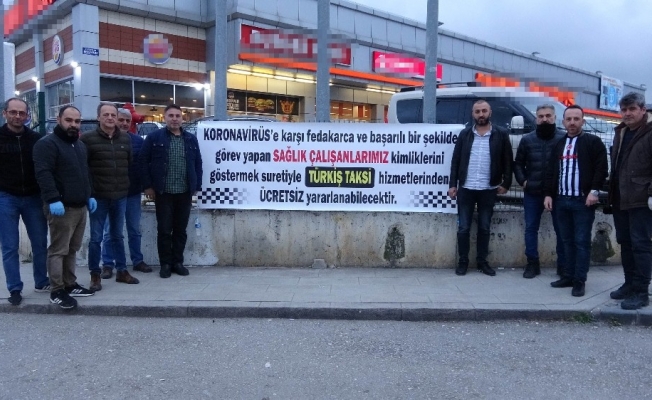 KORONAVİRÜS'e karşı fedakarca ve başarılı bir şekilde
görev yapan SAĞLIK ÇALIŞANLARIMIZ kimliklerini
göstermek suretiyle TÜRKİŞ TAKSİ hizmetlerinden
ÜCRETSİZ yararlanabilecektir.